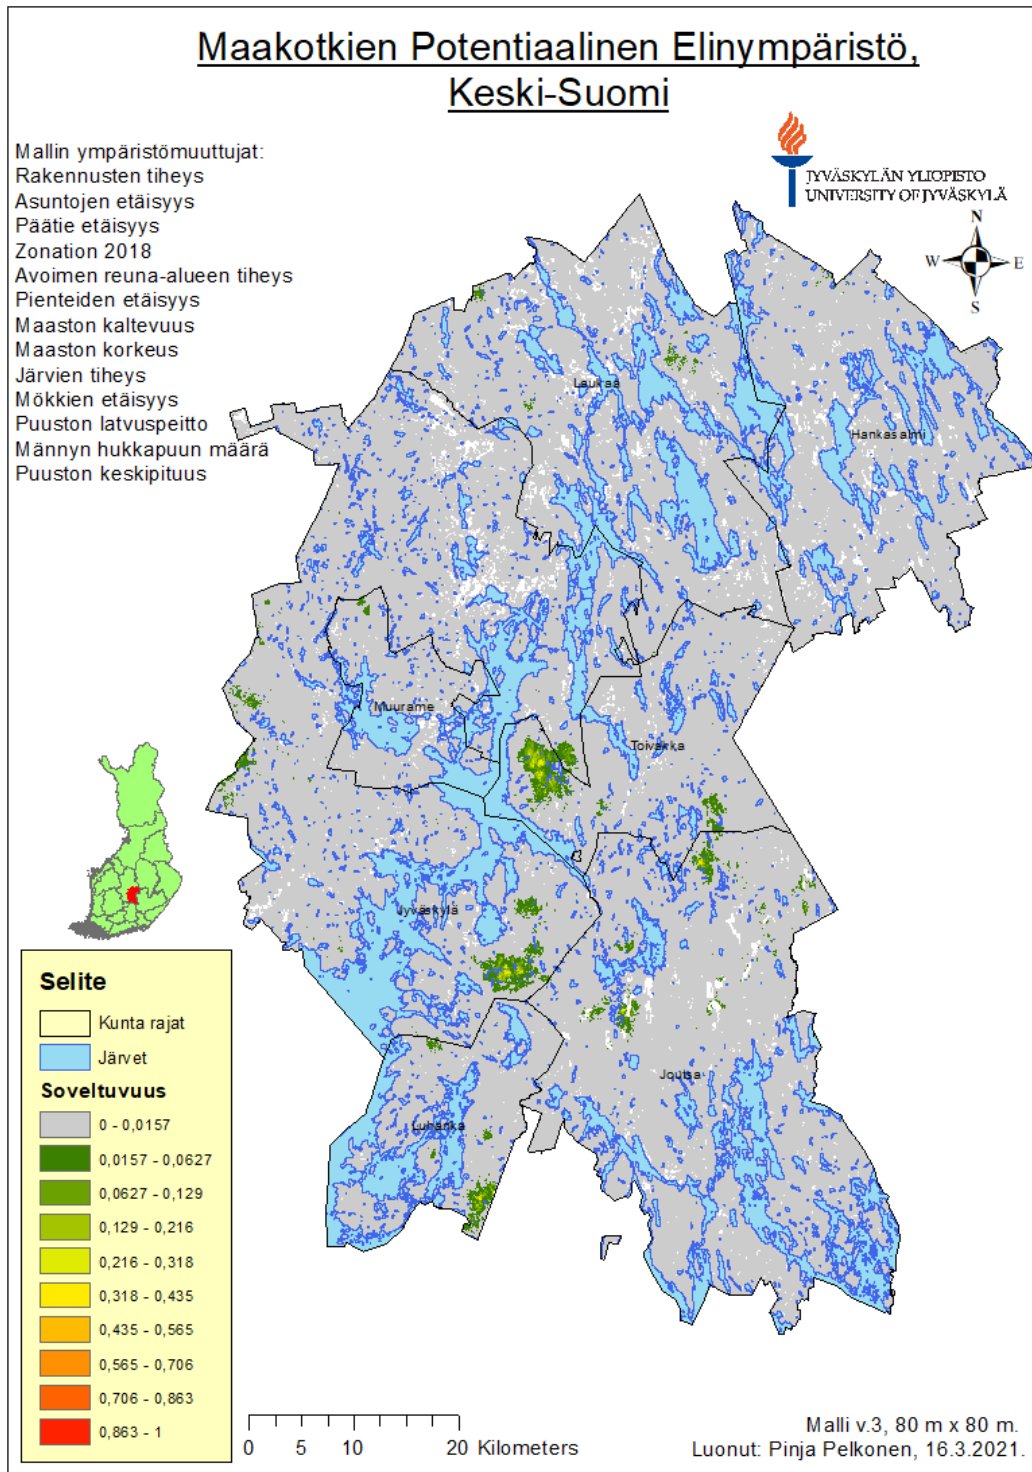 Maakotkien Potentiaalinen Elinympäristö,
Keski-Suomi
Mallin ympäristömuuttujat:
Rakennusten tiheys
Asuntojen etäisyys
Päätie etäisyys
Zonation 2018
Avoimen reuna-alueen tiheys
Pienteiden etäisyys
Maaston kaltevuus
Maaston korkeus
Järvien tiheys
Mökkien etäisyys
Puuston latvuspeitto
Männyn hukkapuun määrä
Puuston keskipituus
JYVÄSKYLÄN YLIOPISTO
UNIVERSITY OF JYVÄSKYLÄ
N
W E
S
Laukaa
Hankasalmi
Muurame
Toivakka
Jyväskylä
Joutsa
Luhanka
Selite
Kunta rajat
Järvet
Soveltuvuus
0 - 0,0157
0,0157 - 0,0627
0,0627 - 0,129
0,129 - 0,216
0,216 - 0,318
0,318 - 0,435
0,435 - 0,565
0,565 - 0,706
0,706 - 0,863
0,863 - 1
0 5 10 20 Kilometers
Malli v.3, 80 m x 80 m.
Luonut: Pinja Pelkonen, 16.3.2021.